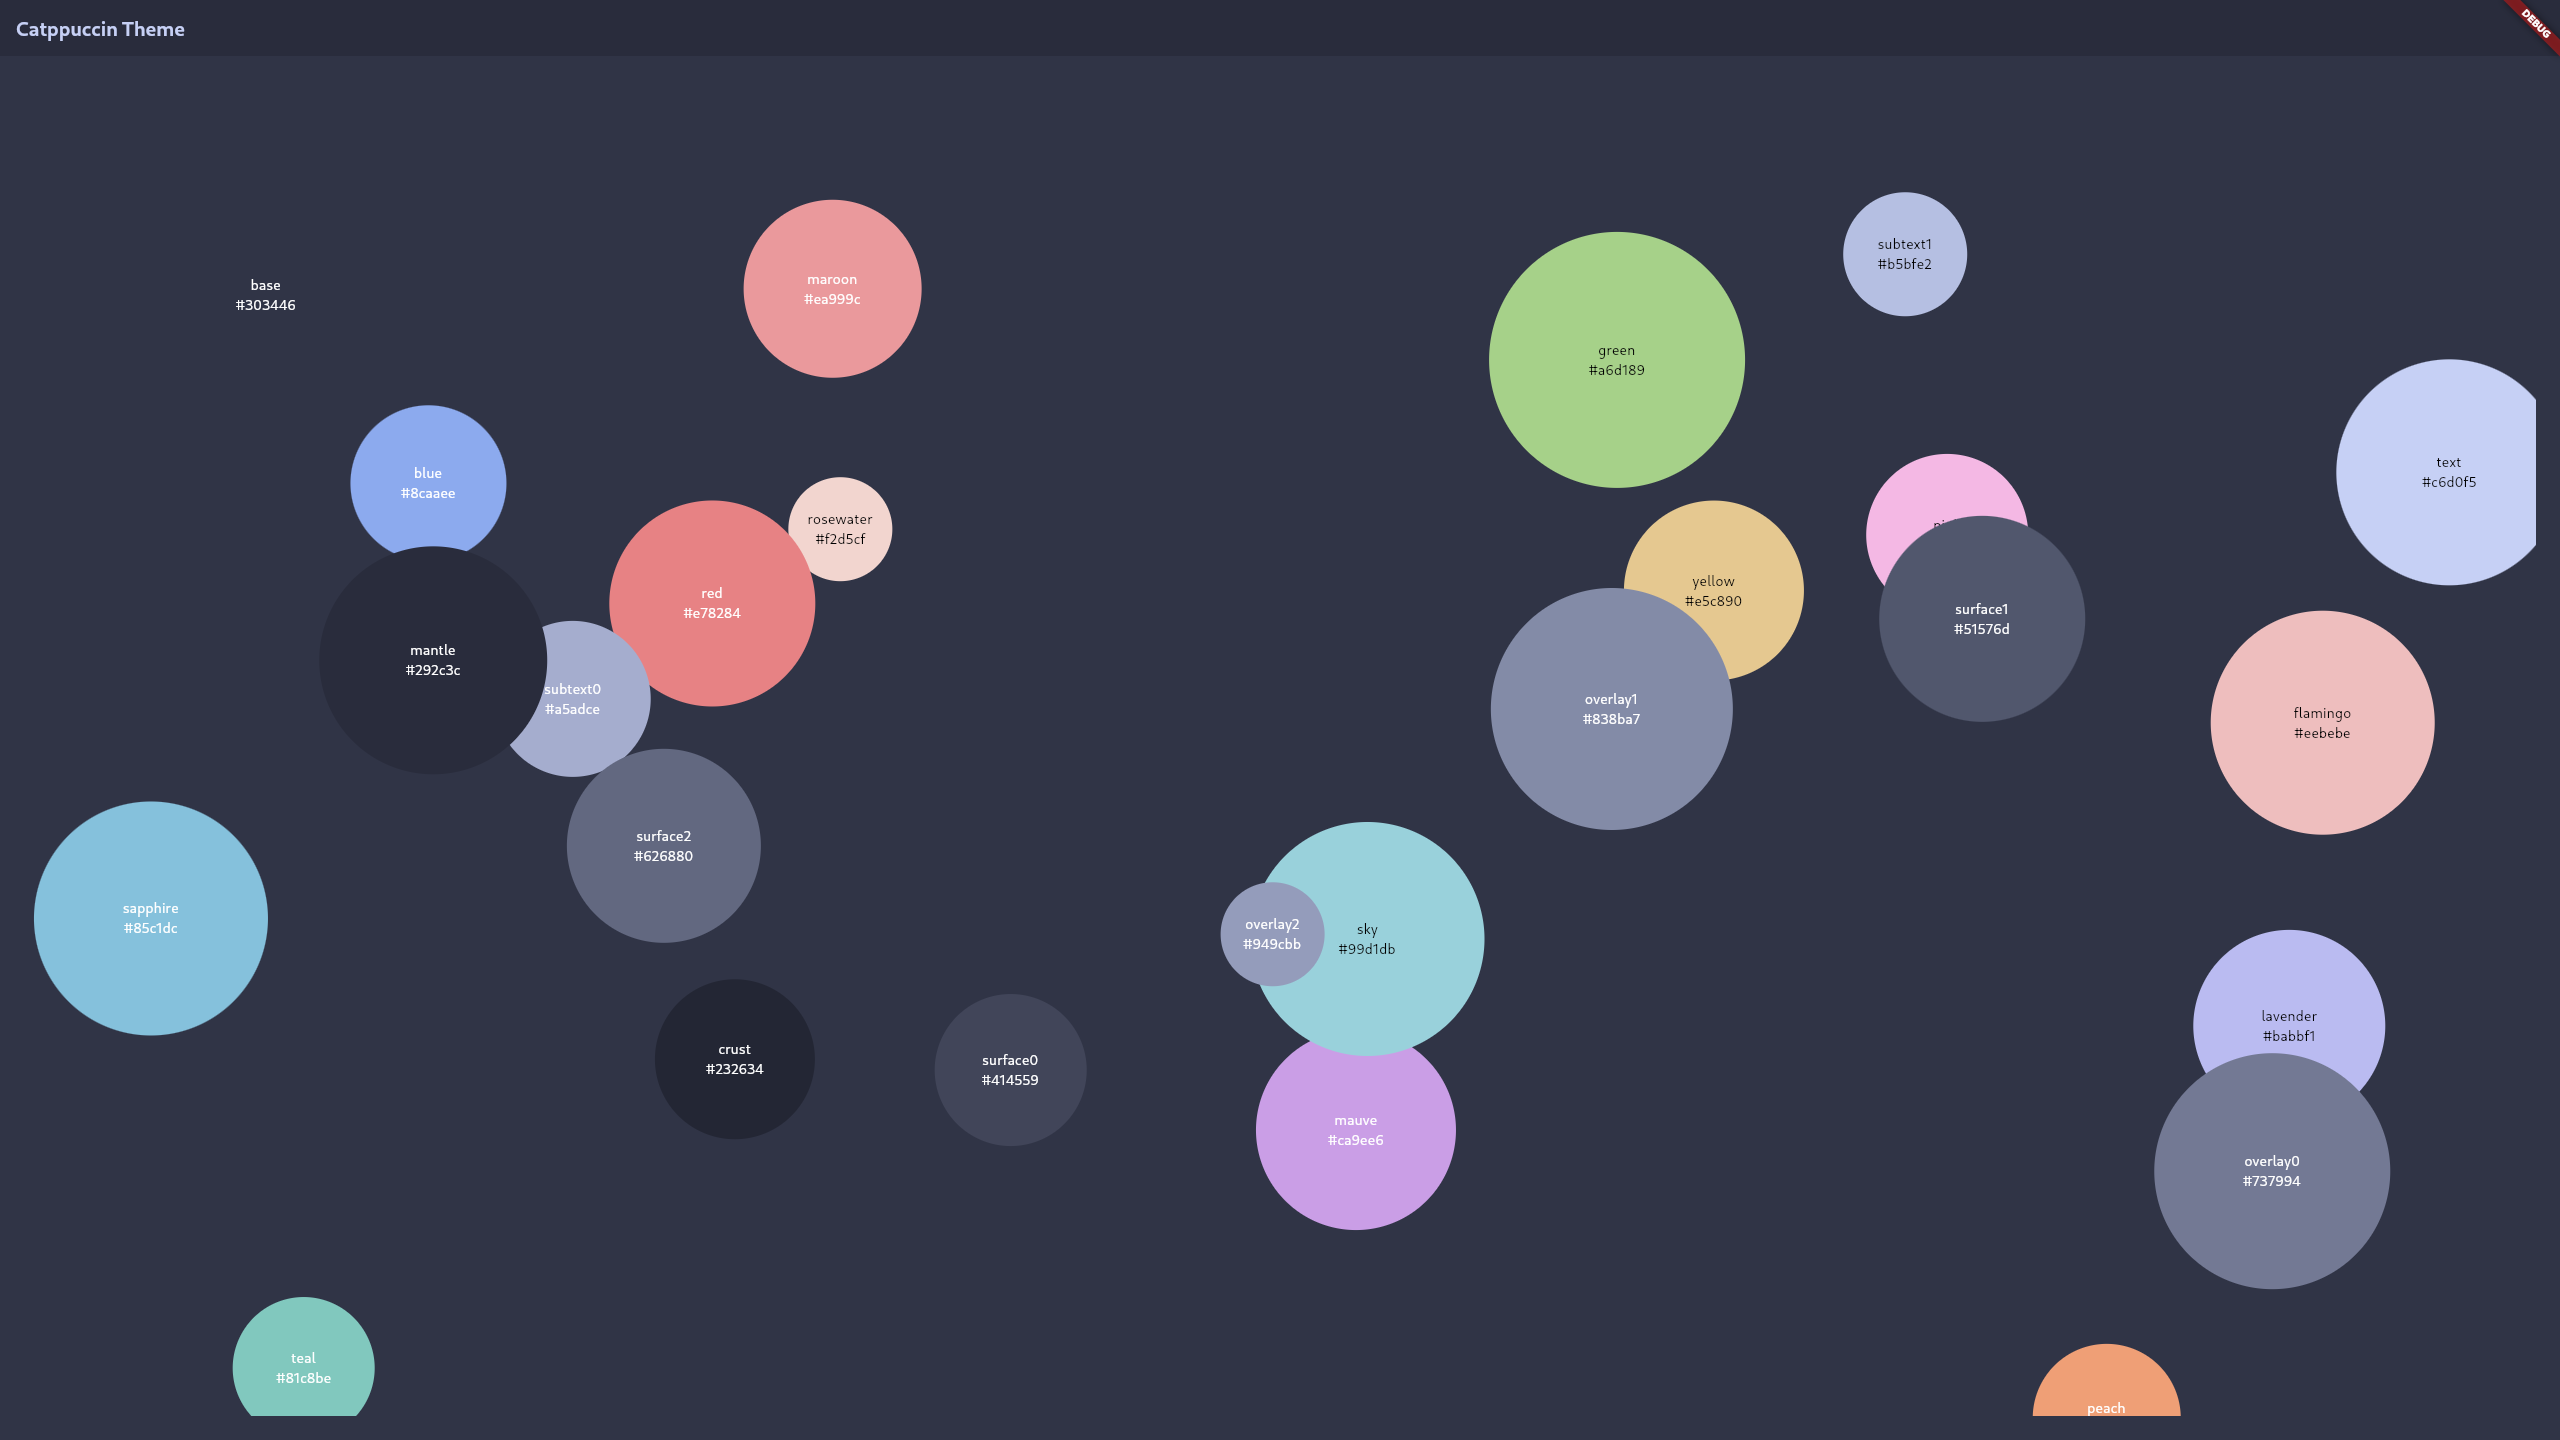 Catppuccin Theme
DEBUG
subtext1
#b5bfe2
maroon
#ea999c
base
#303446
green
#a6d189
text
#c6d0f5
blue
#8caaee
rosewater
#f2d5cf
yellow
#e5c890
red
#e78284
surface1
#51576d
mantle
#292c3c
subtext0
#a5adce
overlay1
#838ba7
flamingo
#eebebe
surface2
#626880
sapphire
#85c1dc
overlay2
#949cbb
sky
#99d1db
lavender
#babbf1
crust
#232634
surface0
#414559
mauve
#ca9ee6
overlay0
#737994
teal
#81c8be
peach